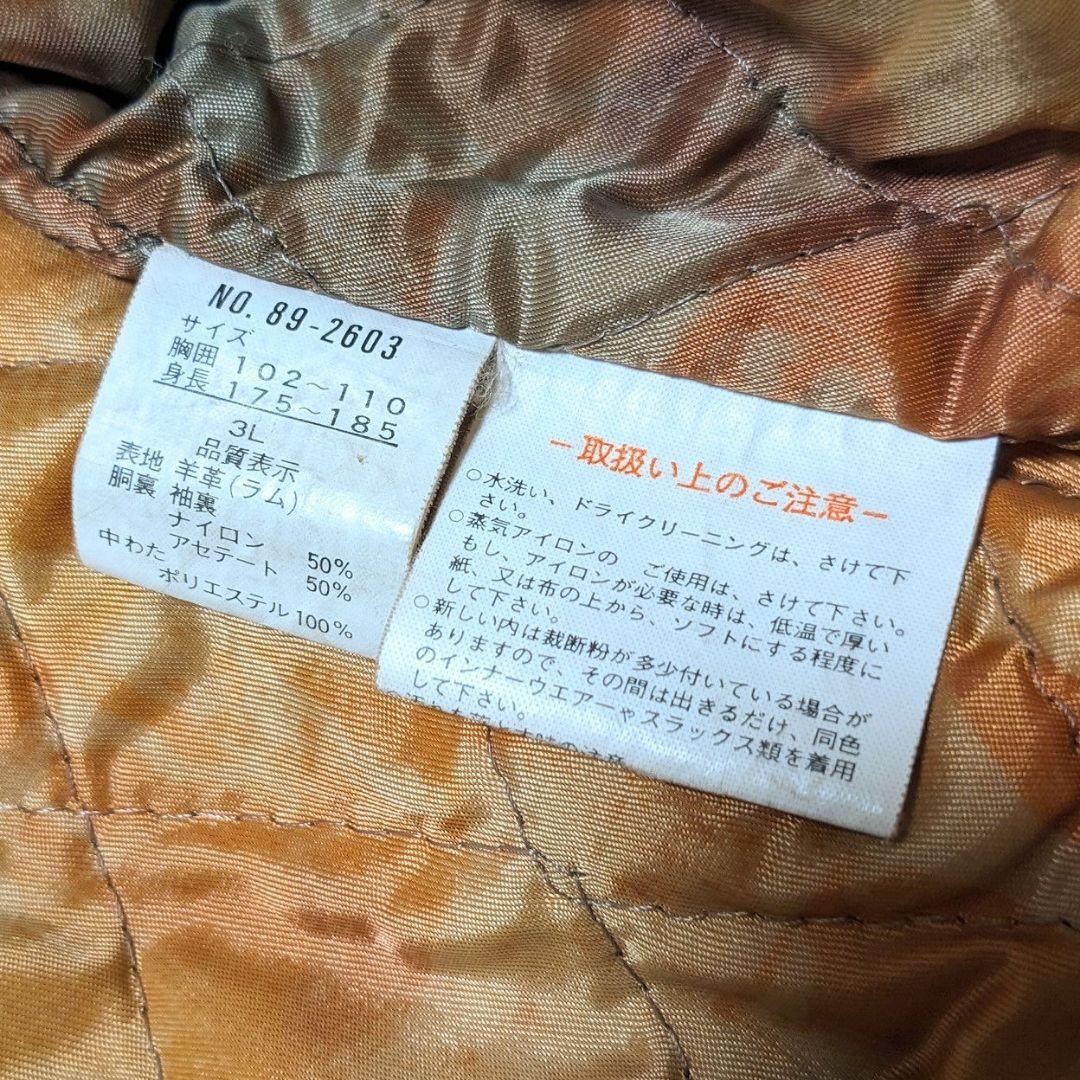 NO. 89-2603
サイズ
胸囲 102～110
身長 175～185
3L
品質表示
表地 羊革(ラム)
胴裏 袖裏
ナイロン 50%
アセテート 50%
中わた
ポリエステル100%
－取扱い上のご注意－
○水洗い、ドライクリーニングは、さけて下
さい。
○蒸気アイロンの ご使用は、さけて下さい。
もし、アイロンが必要な時は、低温で厚い
紙、又は布の上から、ソフトにする程度に
して下さい。
○新しい内は裁断粉が多少付いている場合が
ありますので、その間は出きるだけ、同色
のインナーウエアーやスラックス類を着用
して下さい。